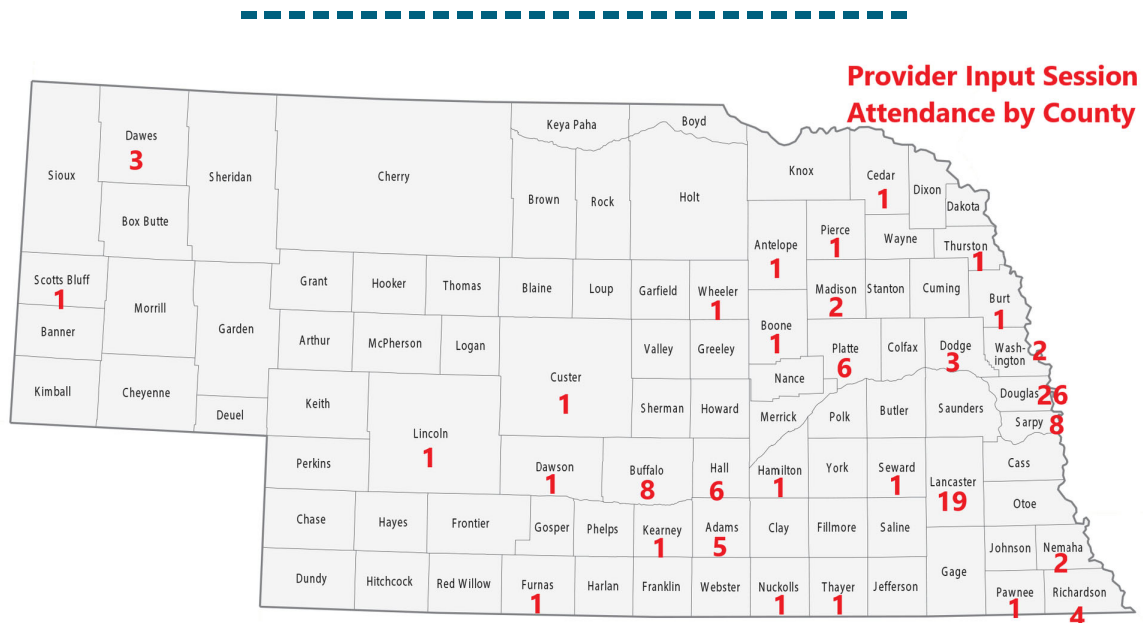 Provider Input Session
Attendance by County
Keya Paha
Boyd
Dawes
3
Sioux
Sheridan
Cherry
Knox
Cedar
1
Dixon
Dakota
Box Butte
Brown
Rock
Holt
Antelope
1
Pierce
1
Wayne
Thurston
1
Scotts Bluff
1
Morrill
Grant
Hooker
Thomas
Blaine
Loup
Garfield
Wheeler
1
Madison
2
Stanton
Cuming
Burt
1
Banner
Garden
Arthur
McPherson
Logan
Valley
Greeley
Boone
1
Platte
6
Colfax
Dodge
3
Wash-
ington
2
Kimball
Cheyenne
Deuel
Keith
Custer
1
Nance
Sherman
Howard
Merrick
Polk
Butler
Saunders
Douglas
26
Sarpy
8
Lincoln
1
Perkins
Dawson
1
Buffalo
8
Hall
6
Hamilton
1
York
Seward
1
Lancaster
19
Cass
Otoe
Chase
Hayes
Frontier
Gosper
Phelps
Kearney
1
Adams
5
Clay
Fillmore
Saline
Johnson
Nemaha
2
Dundy
Hitchcock
Red Willow
Furnas
1
Harlan
Franklin
Webster
Nuckolls
1
Thayer
1
Jefferson
Gage
Pawnee
1
Richardson
4